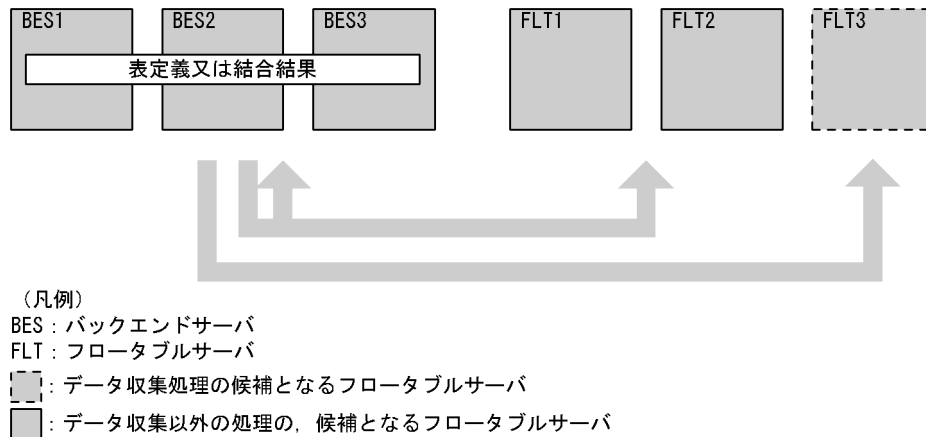 BES1 BES2 BES3 FLT1 FLT2 FLT3
表定義又は結合結果
（凡例）
BES：バックエンドサーバ
FLT：フロータブルサーバ
：データ収集処理の候補となるフロータブルサーバ
：データ収集以外の処理の，候補となるフロータブルサーバ